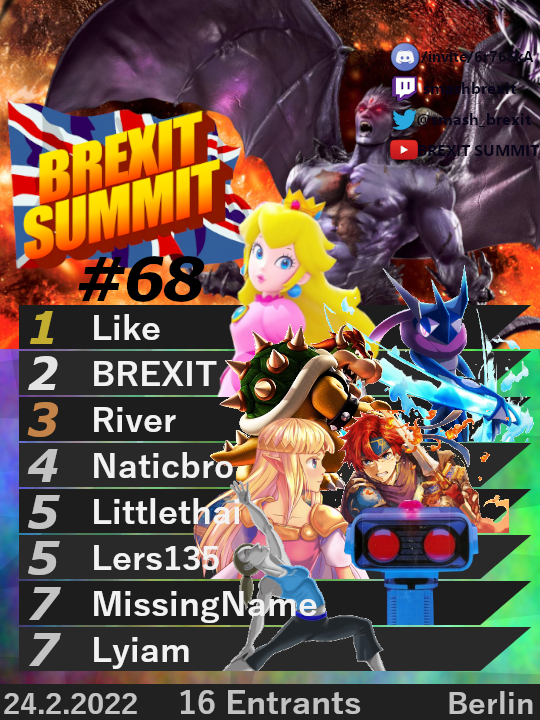 @smash_brexit
BREXIT SUMMIT
BREXIT
SUMMIT
#68
1 Like
2 BREXIT
3 River
4 Naticbro
5 Littlethai
5 Lers135
7 MissingName
7 Lyiam
24.2.2022 16 Entrants Berlin